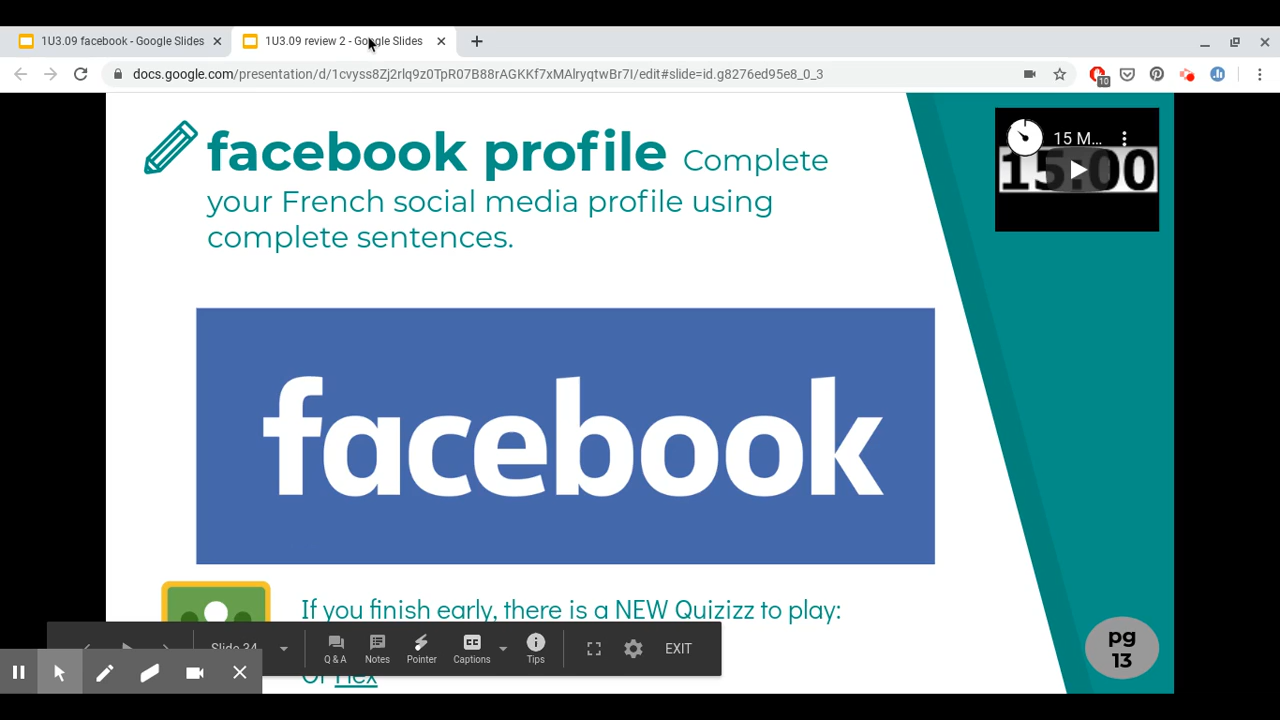 1U3.09 facebook - Google Slides
1U3.09 review 2 - Google Slides
docs.google.com/presentation/d/1cvyss8Zj2rlq9z0TpR07B88rAGKKf7xMAlryqtwBr7I/edit#slide=id.g8276ed95e8_0_3
10
facebook profile Complete
your French social media profile using
complete sentences.
15 M...
15:00
facebook
If you finish early, there is a NEW Quizizz to play:
Slide 34
Q & A
Notes
Pointer
CC
Captions
Tips
EXIT
pg
13